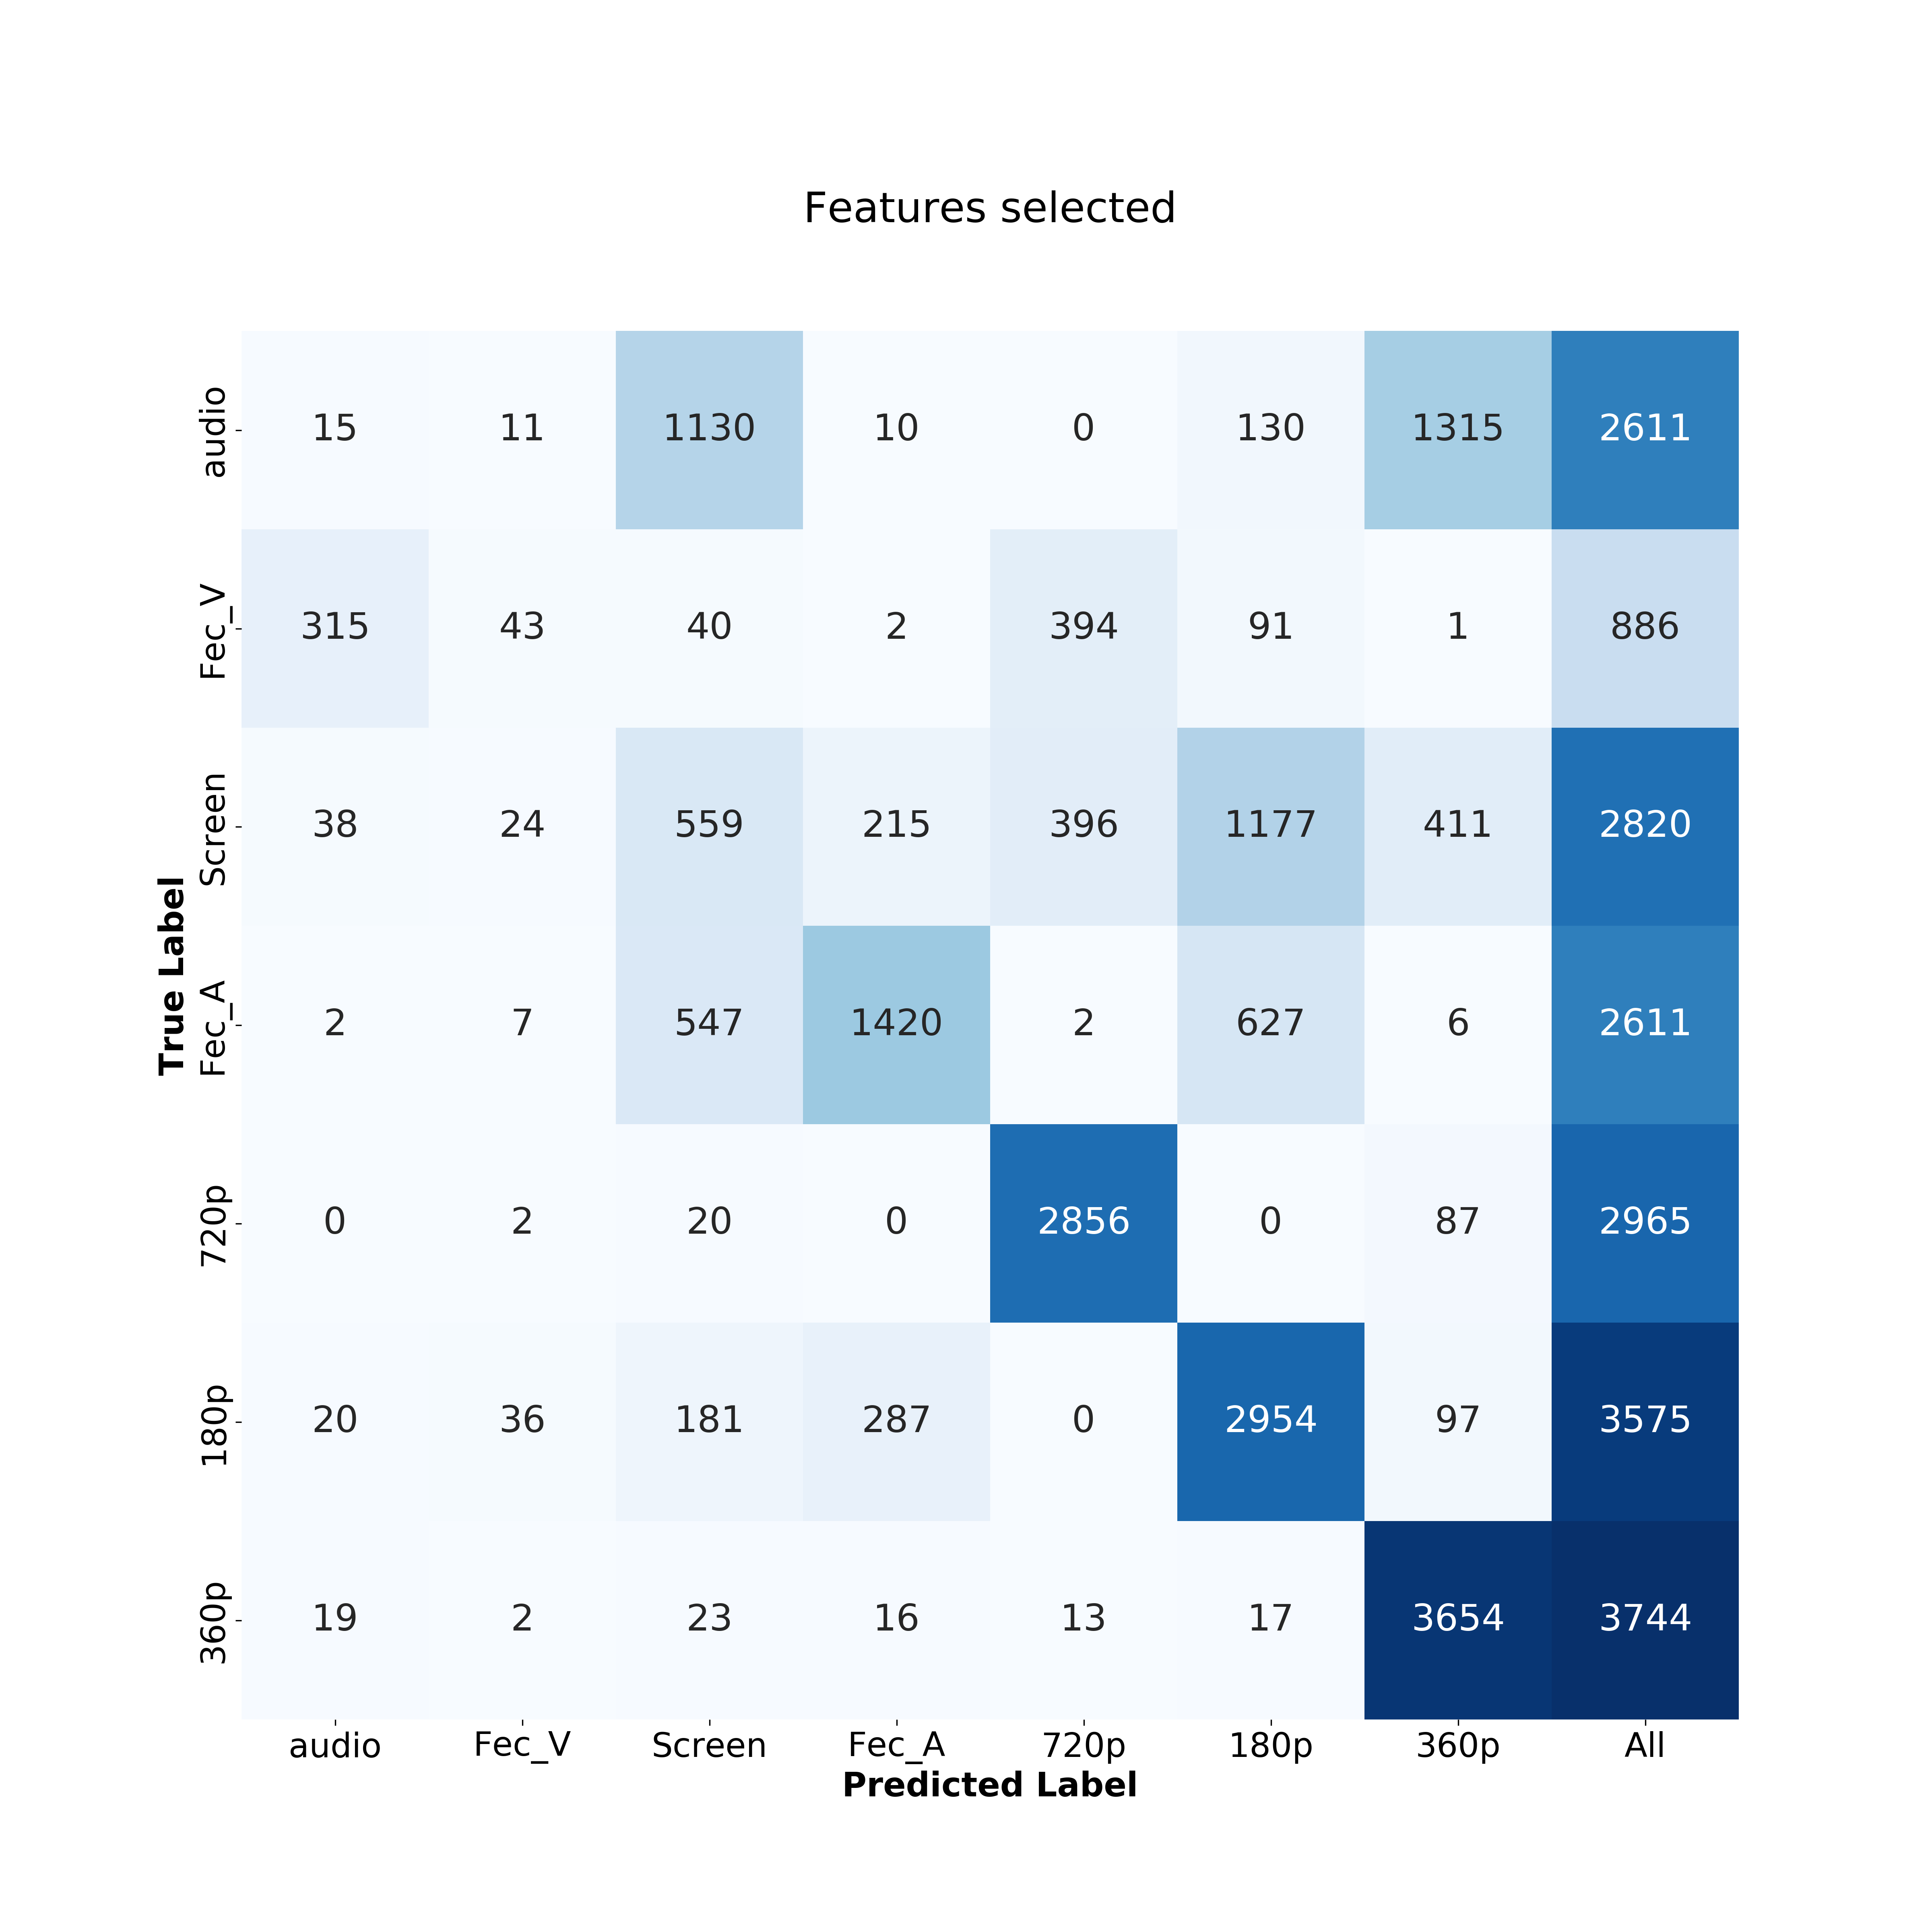 Features selected
audio 15 11 1130 10 0 130 1315 2611
Fec_V 315 43 40 2 394 91 1 886
Screen 38 24 559 215 396 1177 411 2820
True Label
Fec_A 2 7 547 1420 2 627 6 2611
720p 0 2 20 0 2856 0 87 2965
180p 20 36 181 287 0 2954 97 3575
360p 19 2 23 16 13 17 3654 3744
audio Fec_V Screen Fec_A 720p 180p 360p All
Predicted Label